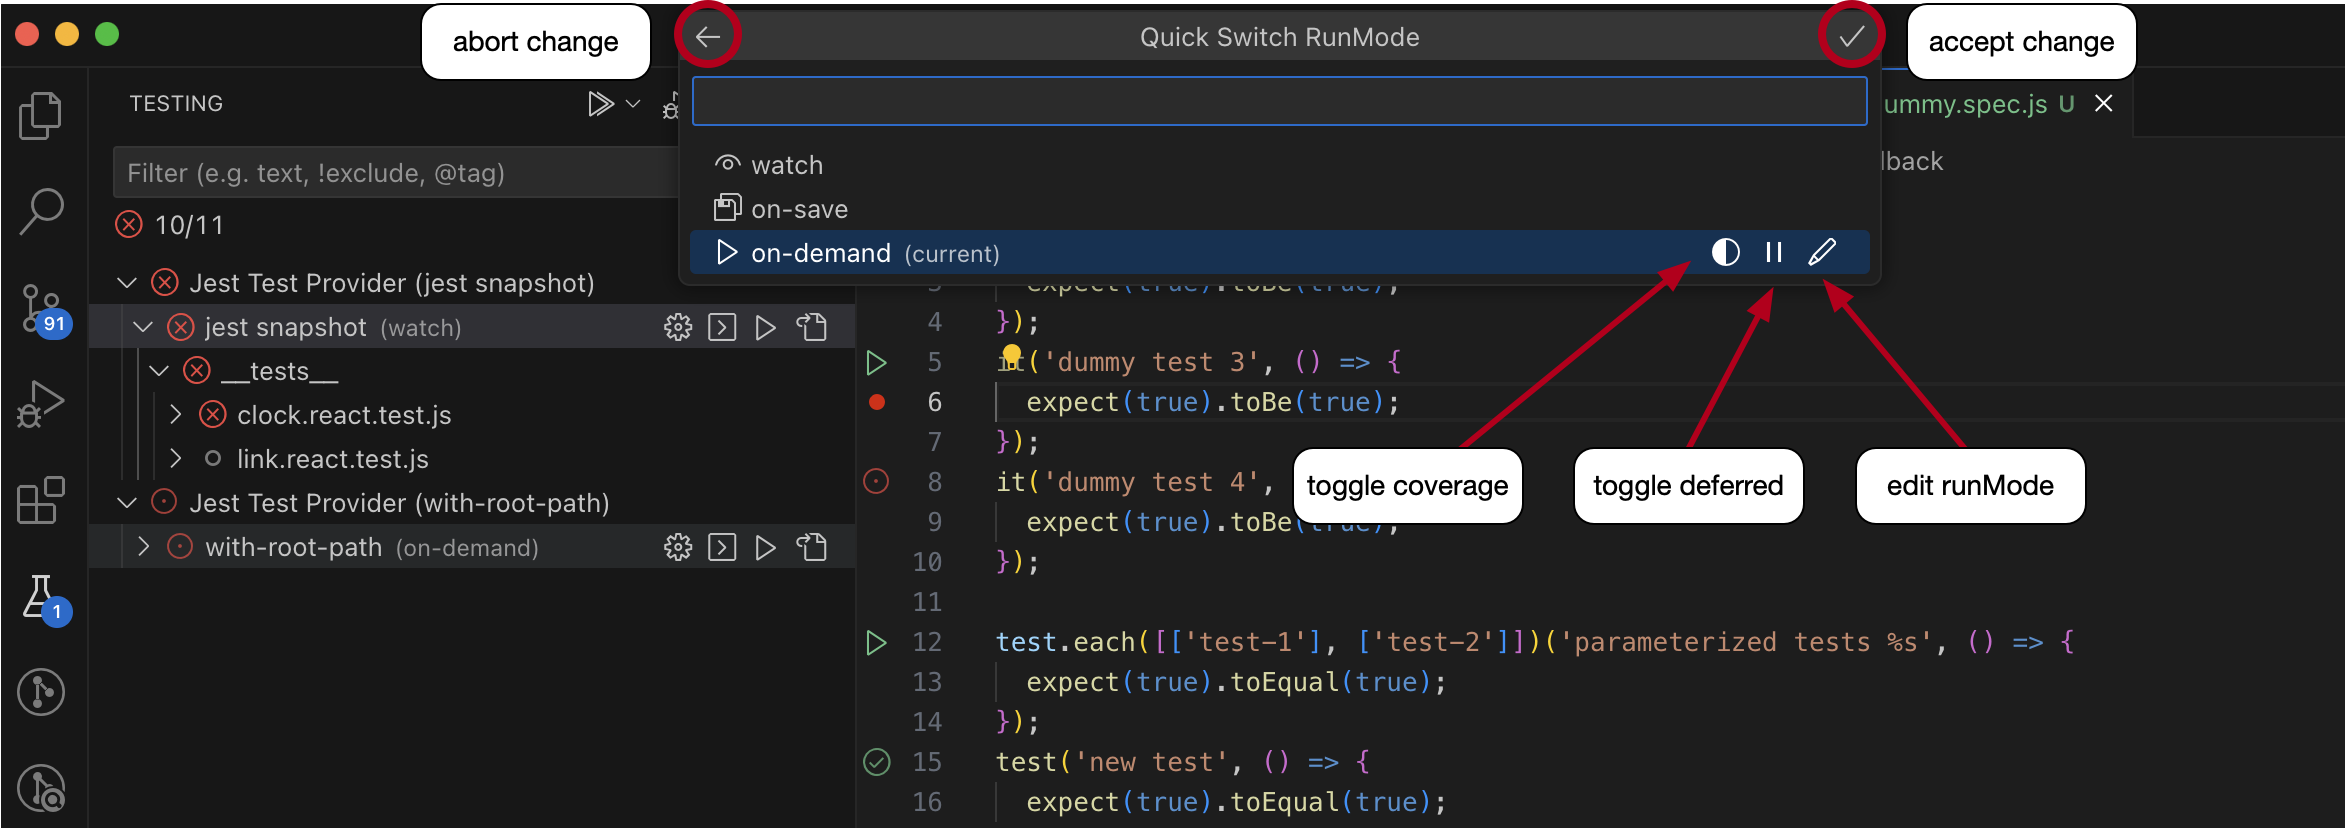 abort change
Quick Switch RunMode
accept change
TESTING
ummy.spec.js U
Filter (e.g. text, !exclude, @tag)
watch
lback
10/11
on-save
on-demand (current)
Jest Test Provider (jest snapshot)
expect(true).toBe(true);
jest snapshot (watch)
4 });
91
5 it('dummy test 3', () => {
__tests__
6 expect(true).toBe(true);
clock.react.test.js
7 });
link.react.test.js
8 it('dummy test 4',
toggle coverage
toggle deferred
edit runMode
Jest Test Provider (with-root-path)
9 expect(true).toBe(true);
with-root-path (on-demand)
10 });
11
1
12 test.each([['test-1'], ['test-2']])('parameterized tests %s', () => {
13 expect(true).toEqual(true);
14 });
15 test('new test', () => {
16 expect(true).toEqual(true);